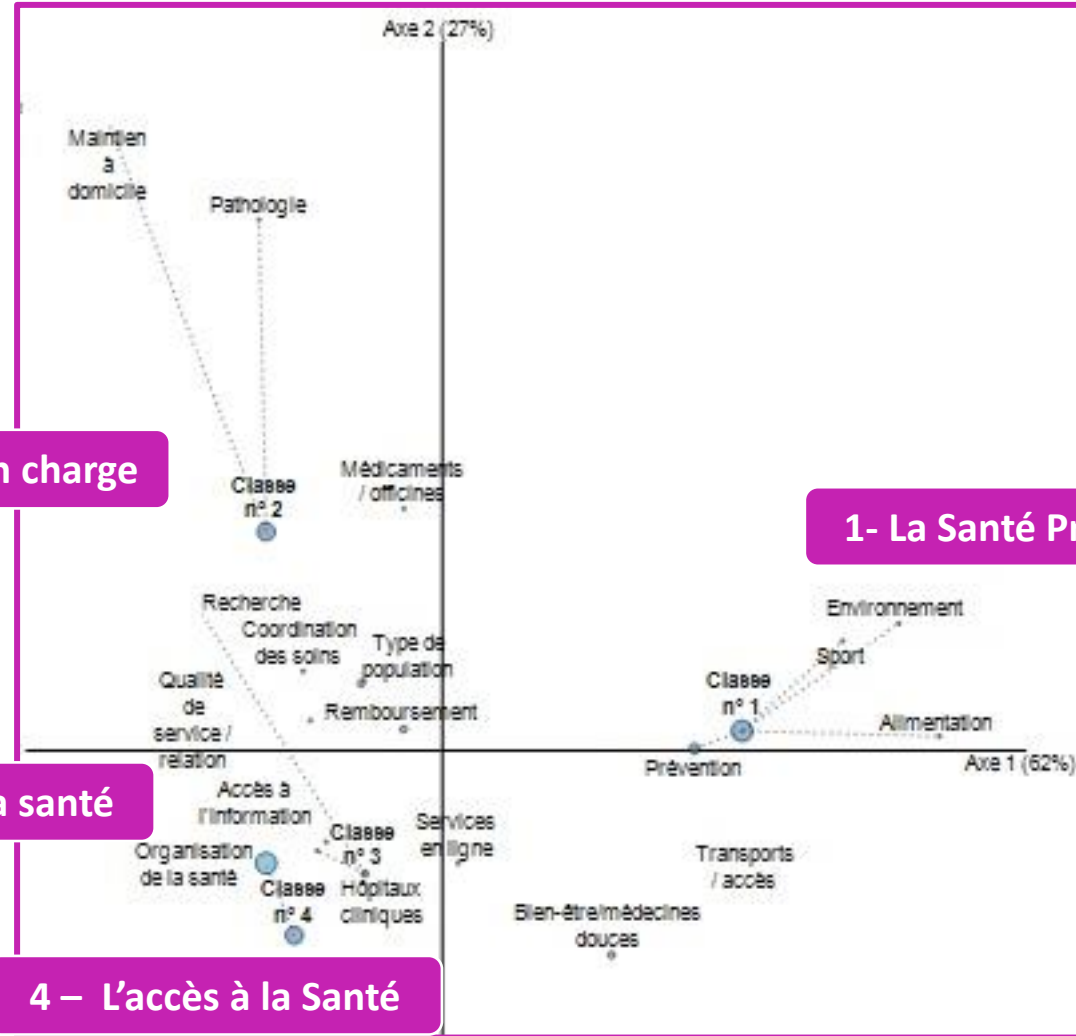 Axe 2 (27%)
Maintien
à
domicile
Pathologie
n charge
Classe
n° 2
Médicaments
/ officines
1- La Santé Pr
Recherche
Coordination
des soins
Type de
population
Environnement
Sport
Qualité
de
service /
relation
Remboursement
Classe
n° 1
Alimentation
Prévention
Axe 1 (62%)
a santé
Accès à
l'information
Classe
n° 3
Services
en ligne
Organisation
de la santé
Classe
n° 4
Hôpitaux
cliniques
Transports
/ accès
Bien-être/médecines
douces
4 – L’accès à la Santé